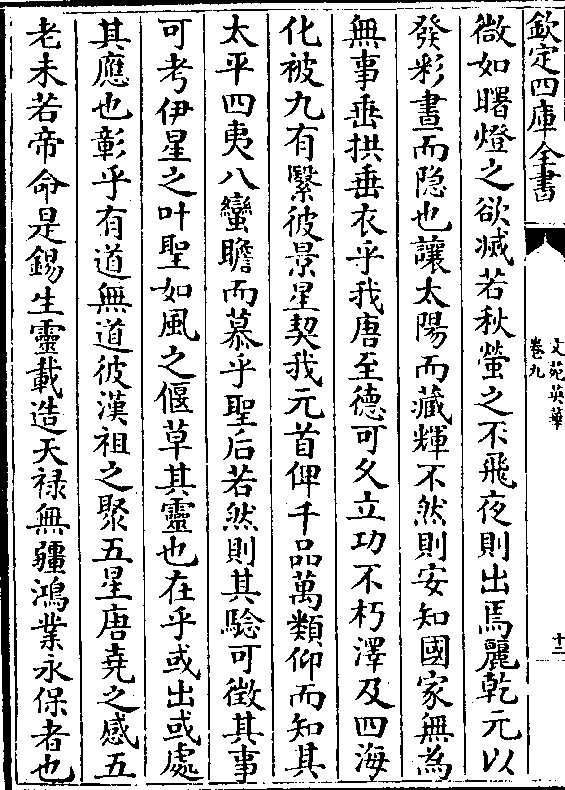 欽定四庫全書
文苑英華
卷九
十二
微如曙燈之欲滅若秋螢之不飛夜則出焉麗乾元以
發彩晝而隐也讓太陽而藏輝不然則安知國家無為
無事垂拱垂衣乎我唐至德可久立功不朽澤及四海
化被九有繄彼景星契我元首俾千品萬類仰而知其
太平四夷八蠻瞻而慕乎聖后若然則其驗可徵其事
可考伊星之叶聖如風之偃草其靈也在乎或出或處
其應也彰乎有道無道彼漢祖之聚五星唐堯之感五
老未若帝命是錫生靈載造天禄無疆鴻業永保者也